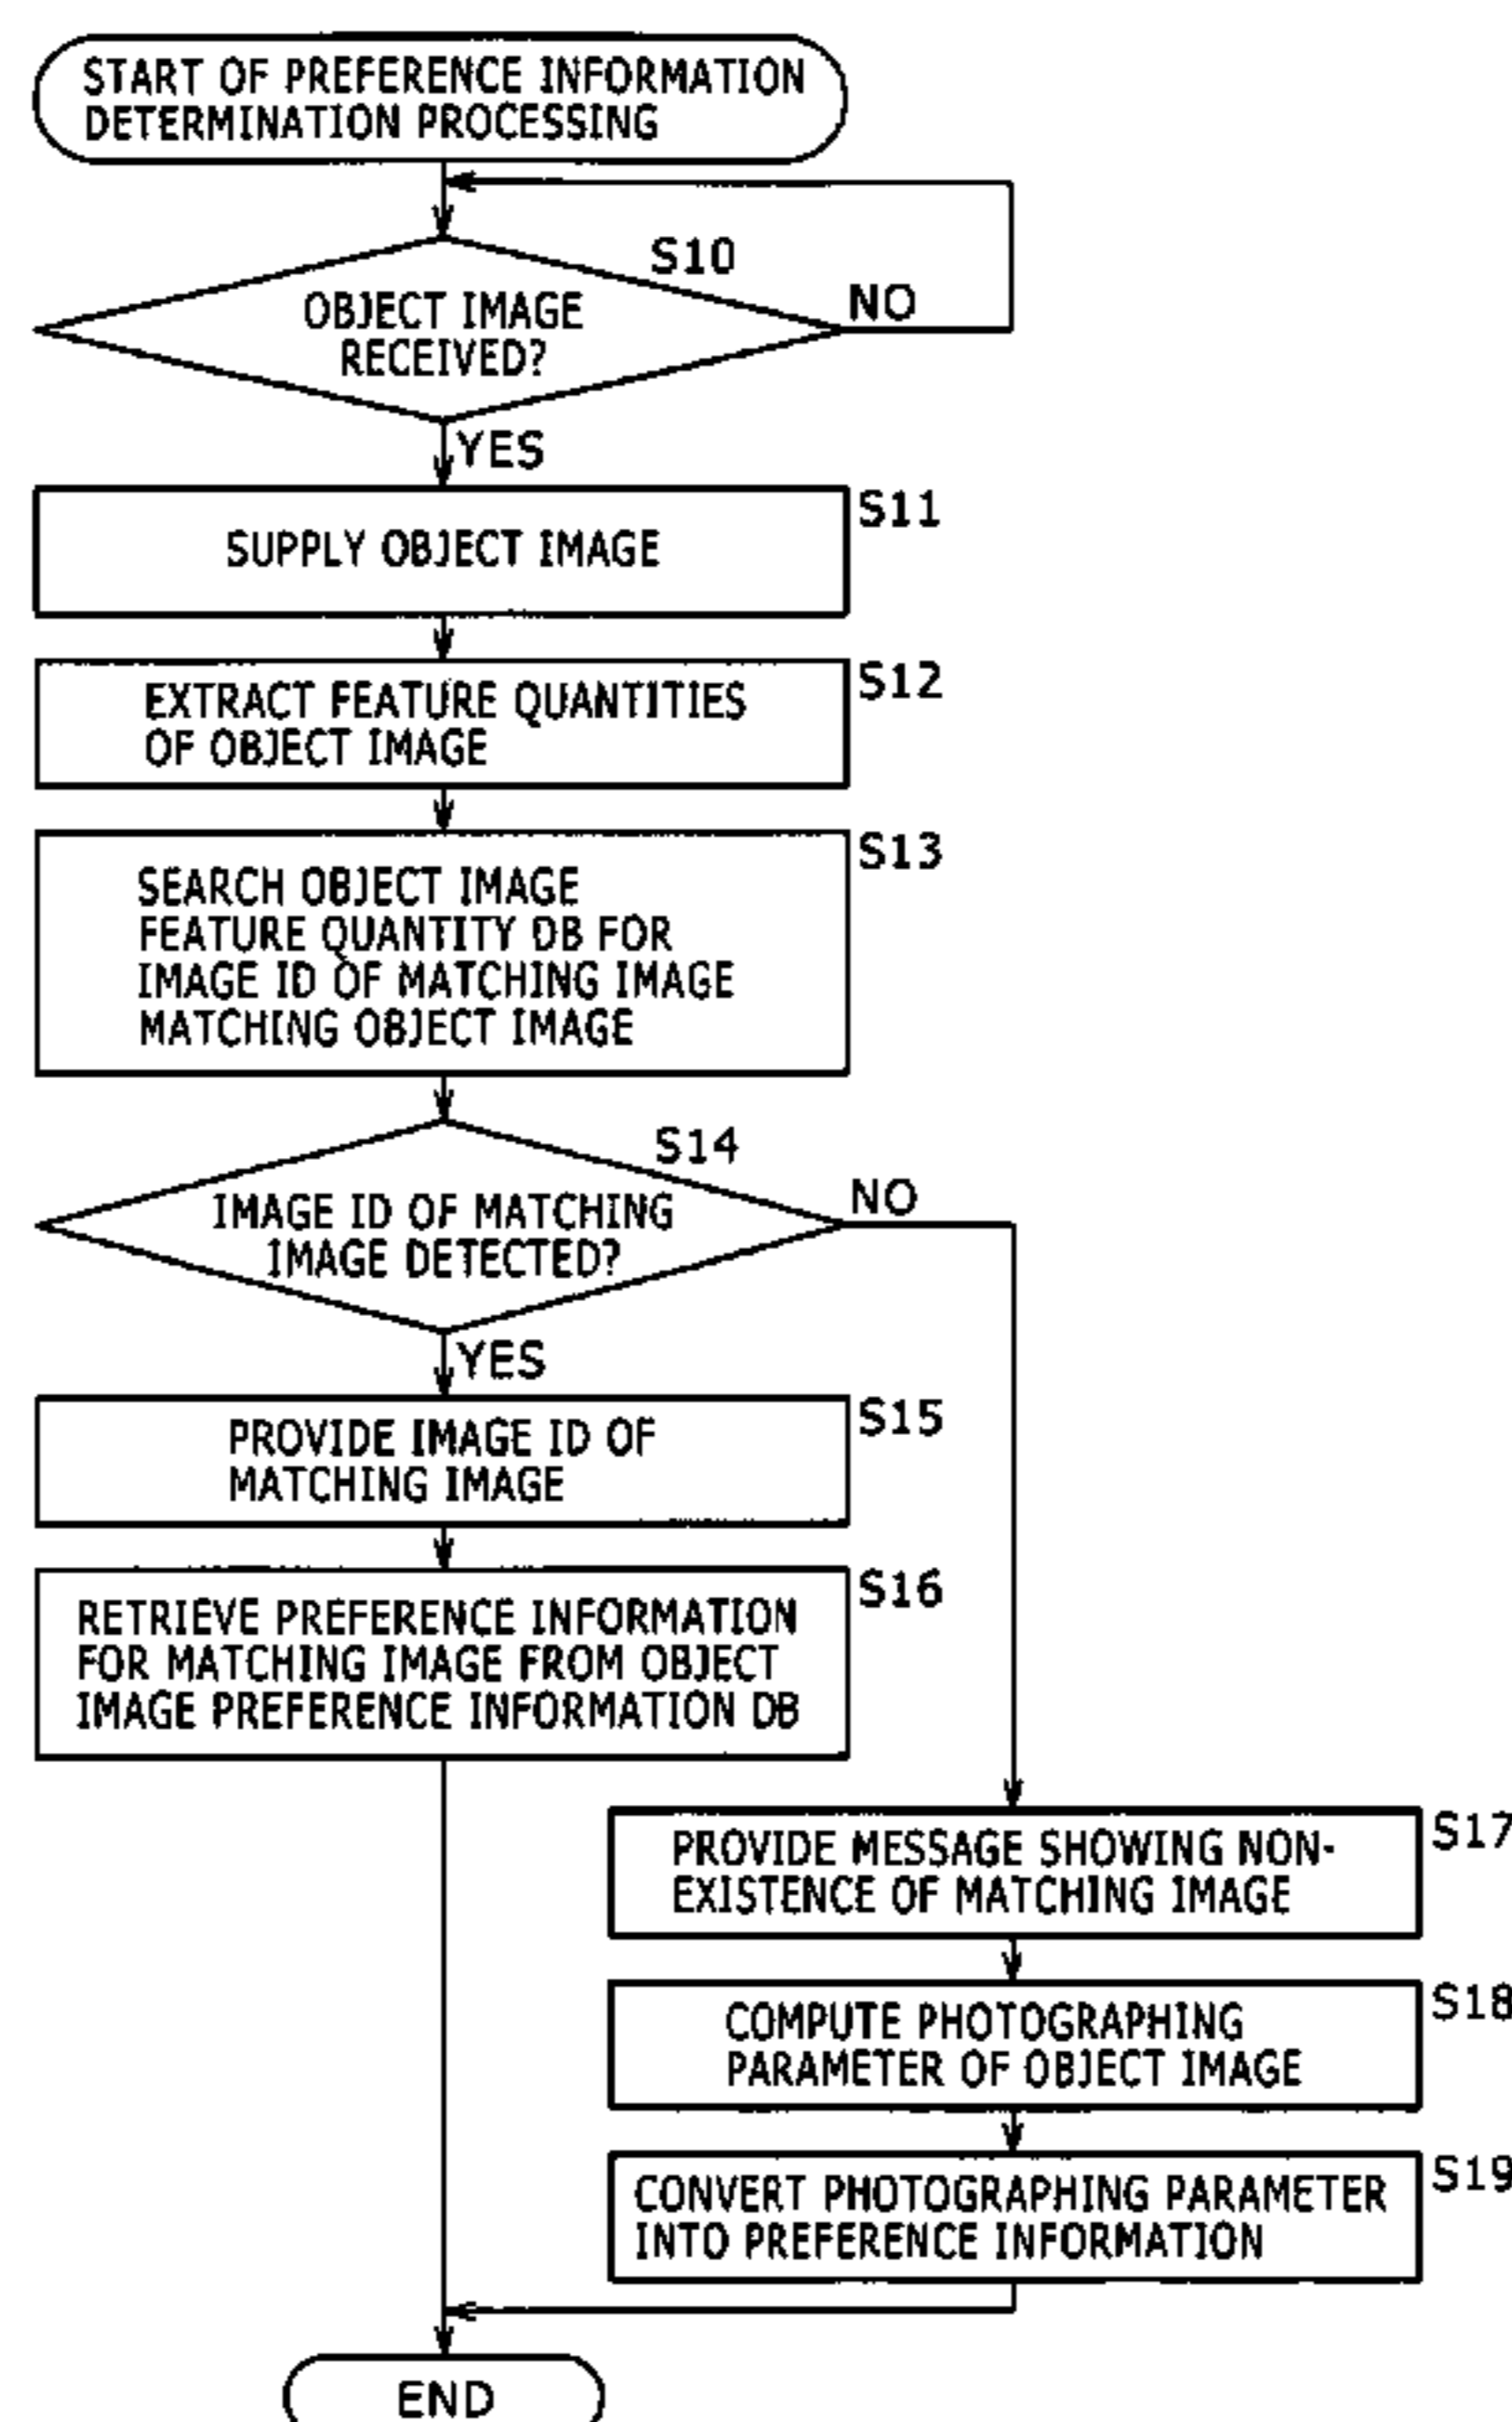 START OF PREFERENCE INFORMATION
DETERMINATION PROCESSING
S10
OBJECT IMAGE
RECEIVED?
NO
YES
S11
SUPPLY OBJECT IMAGE
S12
EXTRACT FEATURE QUANTITIES
OF OBJECT IMAGE
S13
SEARCH OBJECT IMAGE
FEATURE QUANTITY DB FOR
IMAGE ID OF MATCHING IMAGE
MATCHING OBJECT IMAGE
S14
IMAGE ID OF MATCHING
IMAGE DETECTED?
NO
YES
S15
PROVIDE IMAGE ID OF
MATCHING IMAGE
S16
RETRIEVE PREFERENCE INFORMATION
FOR MATCHING IMAGE FROM OBJECT
IMAGE PREFERENCE INFORMATION DB
S17
PROVIDE MESSAGE SHOWING NON-
EXISTENCE OF MATCHING IMAGE
S18
COMPUTE PHOTOGRAPHING
PARAMETER OF OBJECT IMAGE
S19
CONVERT PHOTOGRAPHING PARAMETER
INTO PREFERENCE INFORMATION
END